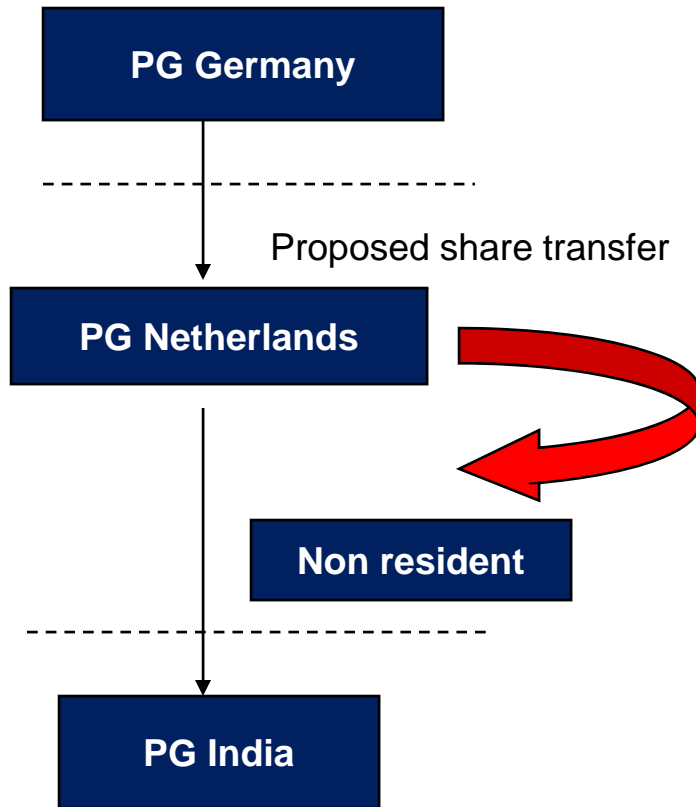 PG Germany
Proposed share transfer
PG Netherlands
Non resident
PG India